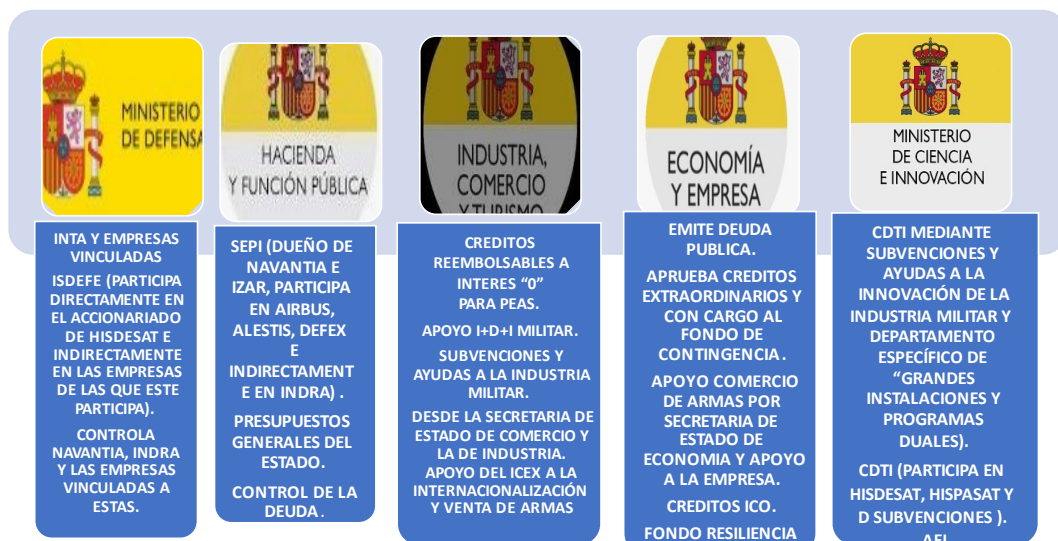 MINISTERIO
DE DEFENSA
INTA Y EMPRESAS
VINCULADAS
ISDEFE (PARTICIPA
DIRECTAMENTE EN
EL ACCIONARIADO
DE HISDESAT E
INDIRECTAMENTE
EN LAS EMPRESAS
DE LAS QUE ESTE
PARTICIPA).
CONTROLA
NAVANTIA, INDRA
Y LAS EMPRESAS
VINCULADAS A
ESTAS.
HACIENDA
Y FUNCIÓN PÚBLICA
SEPI (DUEÑO DE
NAVANTIA E
IZAR, PARTICIPA
EN AIRBUS,
ALESTIS, DEFEX
E
INDIRECTAMENT
E EN INDRA) .
PRESUPUESTOS
GENERALES DEL
ESTADO.
CONTROL DE LA
DEUDA .
INDUSTRIA,
COMERCIO
Y TURISMO
CREDITOS
REEMBOLSABLES A
INTERES “0”
PARA PEAS.
APOYO I+D+I MILITAR.
SUBVENCIONES Y
AYUDAS A LA INDUSTRIA
MILITAR.
DESDE LA SECRETARIA DE
ESTADO DE COMERCIO Y
LA DE INDUSTRIA.
APOYO DEL ICEX A LA
INTERNACIONALIZACIÓN
Y VENTA DE ARMAS
ECONOMÍA
Y EMPRESA
EMITE DEUDA
PUBLICA.
APRUEBA CREDITOS
EXTRAORDINARIOS Y
CON CARGO AL
FONDO DE
CONTINGENCIA .
APOYO COMERCIO
DE ARMAS POR
SECRETARIA DE
ESTADO DE
ECONOMIA Y APOYO
A LA EMPRESA.
CREDITOS ICO.
FONDO RESILIENCIA
MINISTERIO
DE CIENCIA
E INNOVACIÓN
CDTI MEDIANTE
SUBVENCIONES Y
AYUDAS A LA
INNOVACIÓN DE LA
INDUSTRIA MILITAR Y
DEPARTAMENTO
ESPECÍFICO DE
“GRANDES
INSTALACIONES Y
PROGRAMAS
DUALES).
CDTI (PARTICIPA EN
HISDESAT, HISPASAT Y
D SUBVENCIONES ).